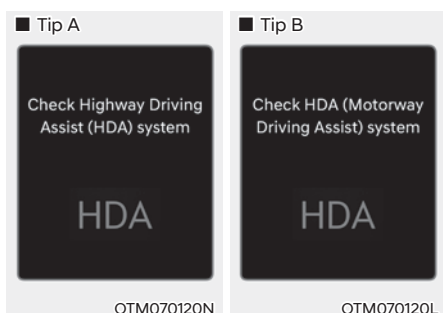 ■ Tip A
Check Highway Driving
Assist (HDA) system
HDA
OTM070120N
■ Tip B
Check HDA (Motorway
Driving Assist) system
HDA
OTM070120L